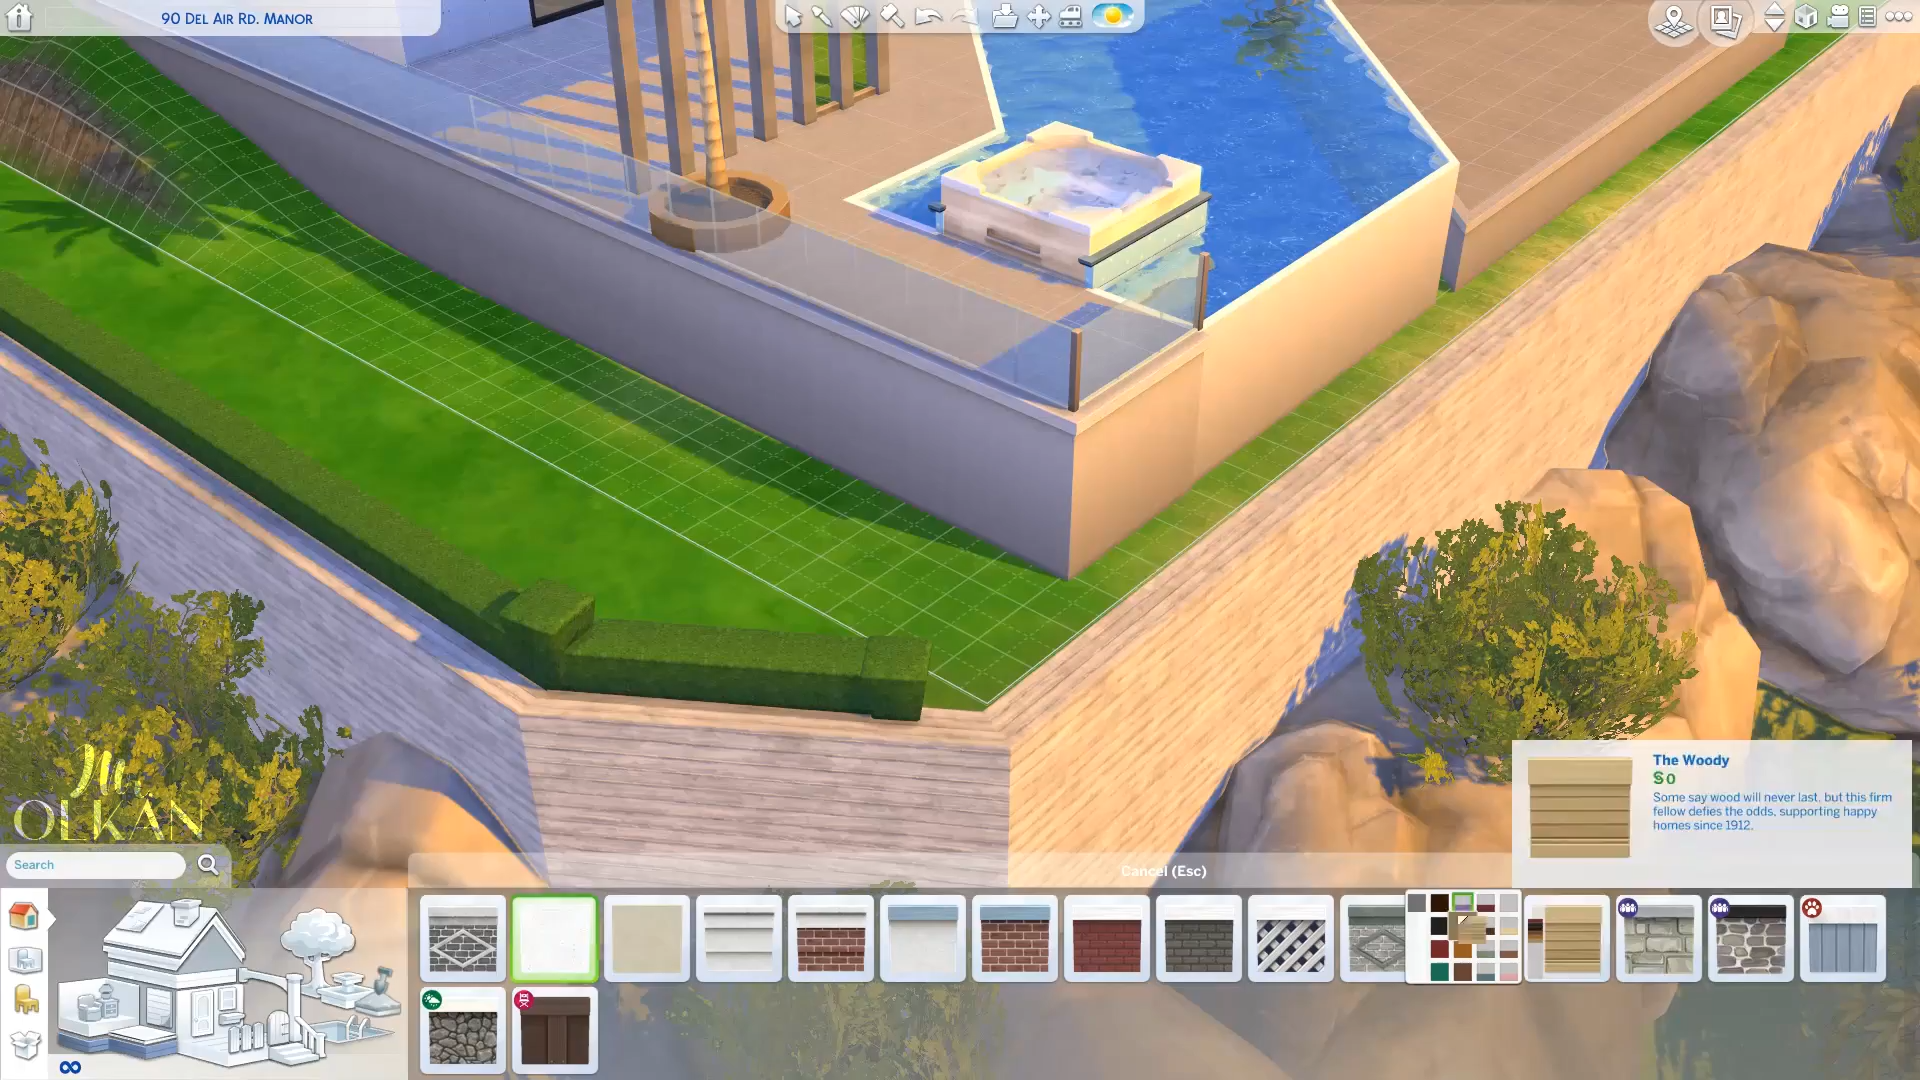 90 Del Air Rd. Manor
Mr
OLKAN
Search
The Woody
§0
Some say wood will never last, but this firm
fellow defies the odds, supporting happy
homes since 1912.
Cancel (Esc)